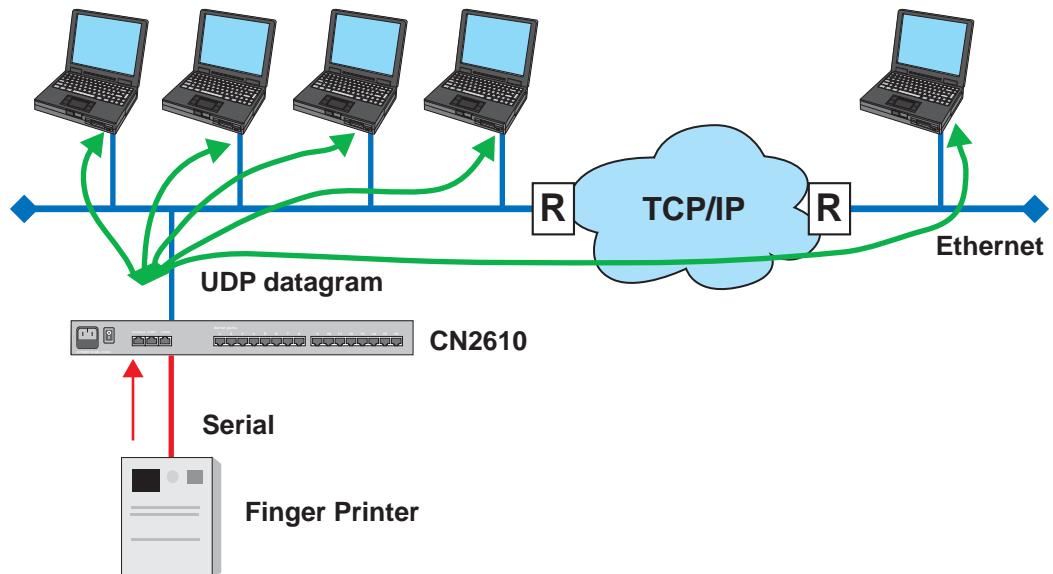 R
TCP/IP
R
Ethernet
UDP datagram
CN2610
Serial
Finger Printer